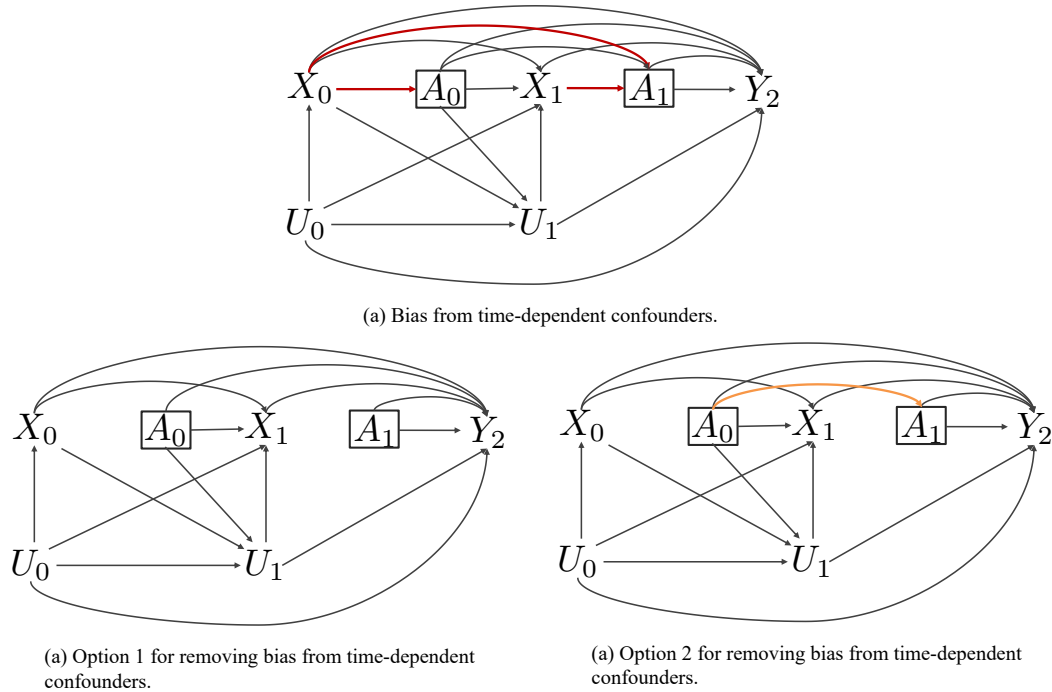 X₀ A₀ X₁ A₁ Y₂
U₀ U₁
(a) Bias from time-dependent confounders.
X₀ A₀ X₁ A₁ Y₂
U₀ U₁
(a) Option 1 for removing bias from time-dependent
confounders.
X₀ A₀ X₁ A₁ Y₂
U₀ U₁
(a) Option 2 for removing bias from time-dependent
confounders.